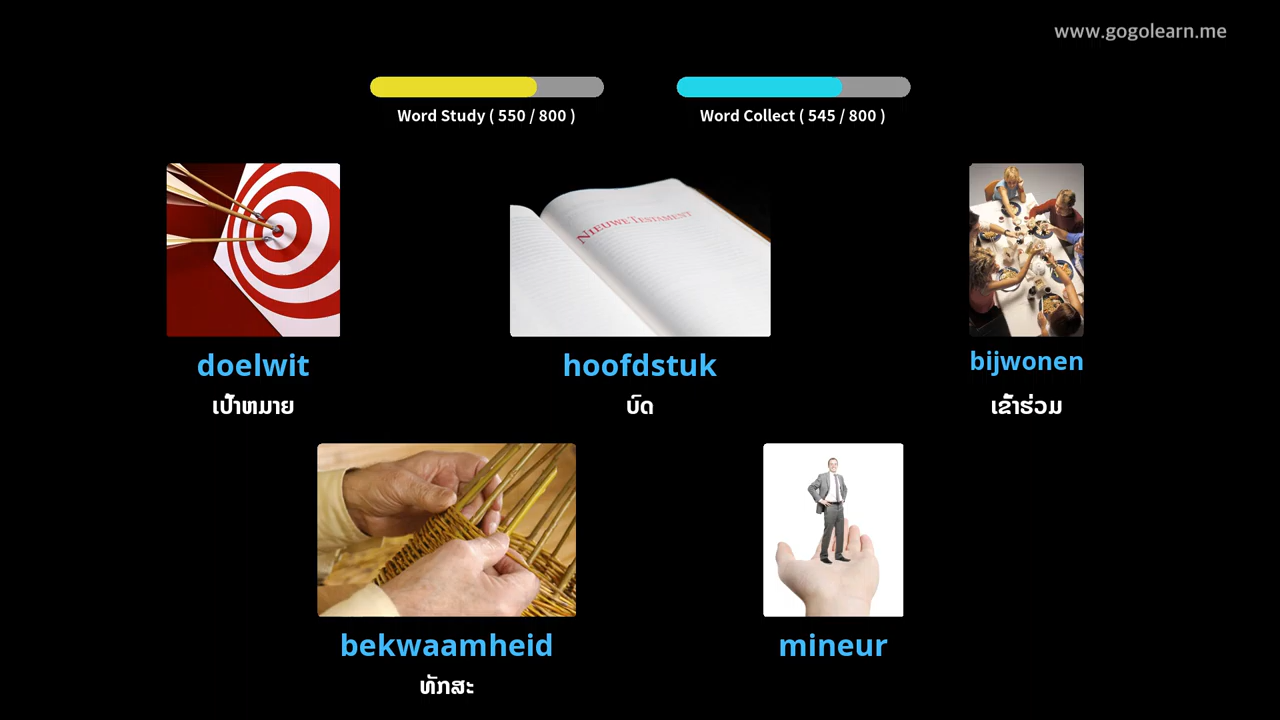 www.gogolearn.me
Word Study ( 550 / 800 )
Word Collect ( 545 / 800 )
NIEUWE TESTAMENT
doelwit
hoofdstuk
bijwonen
ເປົ້າຫມາຍ
ບົດ
ເຂົ້າຮ່ວມ
bekwaamheid
mineur
ທັກສະ